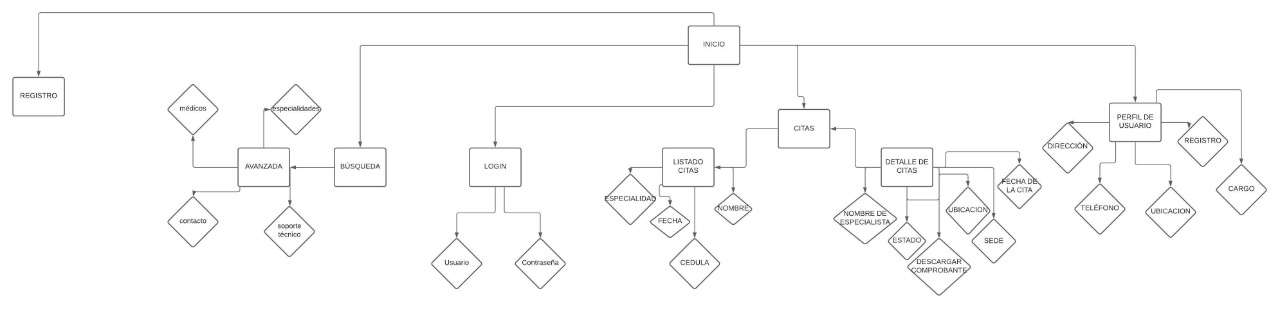 INICIO
REGISTRO
médicos
especialidades
AVANZADA
BÚSQUEDA
contacto
soporte
técnico
LOGIN
Usuario
Contraseña
CITAS
LISTADO
CITAS
ESPECIALIDAD
FECHA
NOMBRE
CEDULA
DETALLE DE
CITAS
NOMBRE DE
ESPECIALISTA
ESTADO
DESCARGAR
COMPROBANTE
UBICACION
SEDE
FECHA DE
LA CITA
PERFIL DE
USUARIO
DIRECCIÓN
REGISTRO
TELÉFONO
UBICACION
CARGO